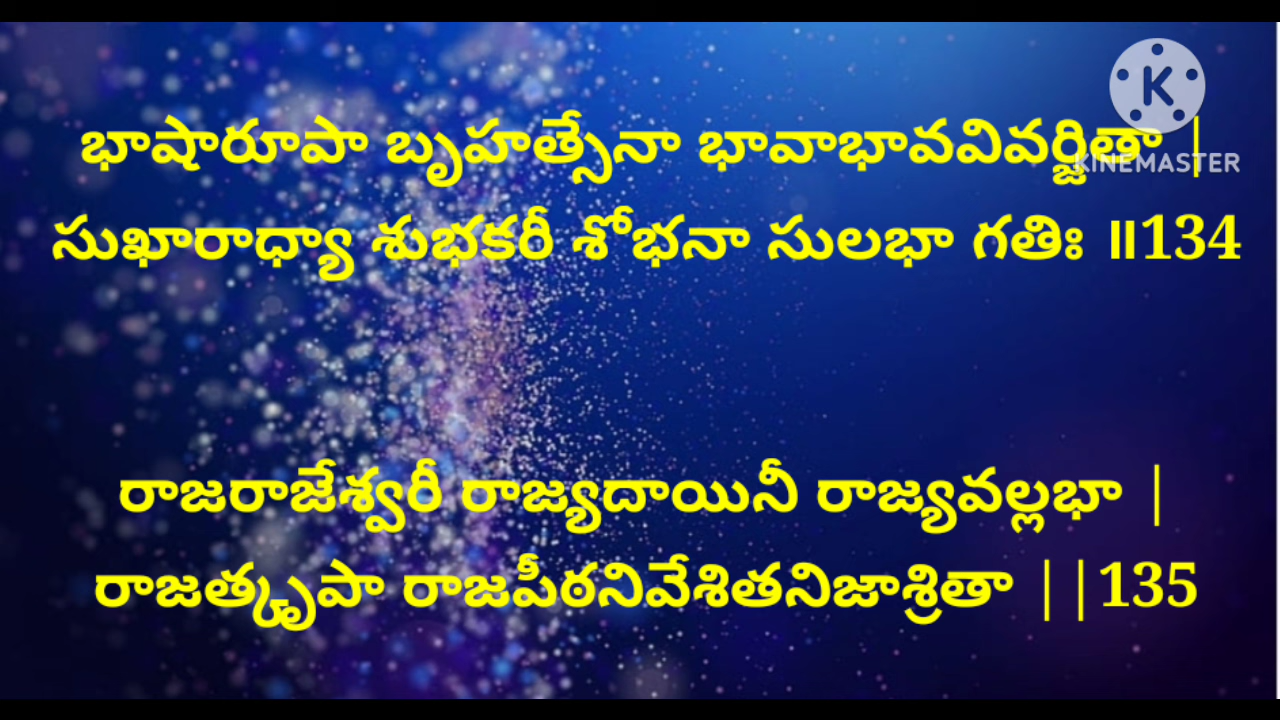 భాషారూపా బృహత్సేనా భావాభావవివర్జితా |
KINEMASTER
సుఖారాధ్యా శుభకరీ శోభనా సులభా గతిః ॥134
రాజరాజేశ్వరీ రాజ్యదాయినీ రాజ్యవల్లభా |
రాజత్కృపా రాజపీఠనివేశితనిజాశ్రితా ||135